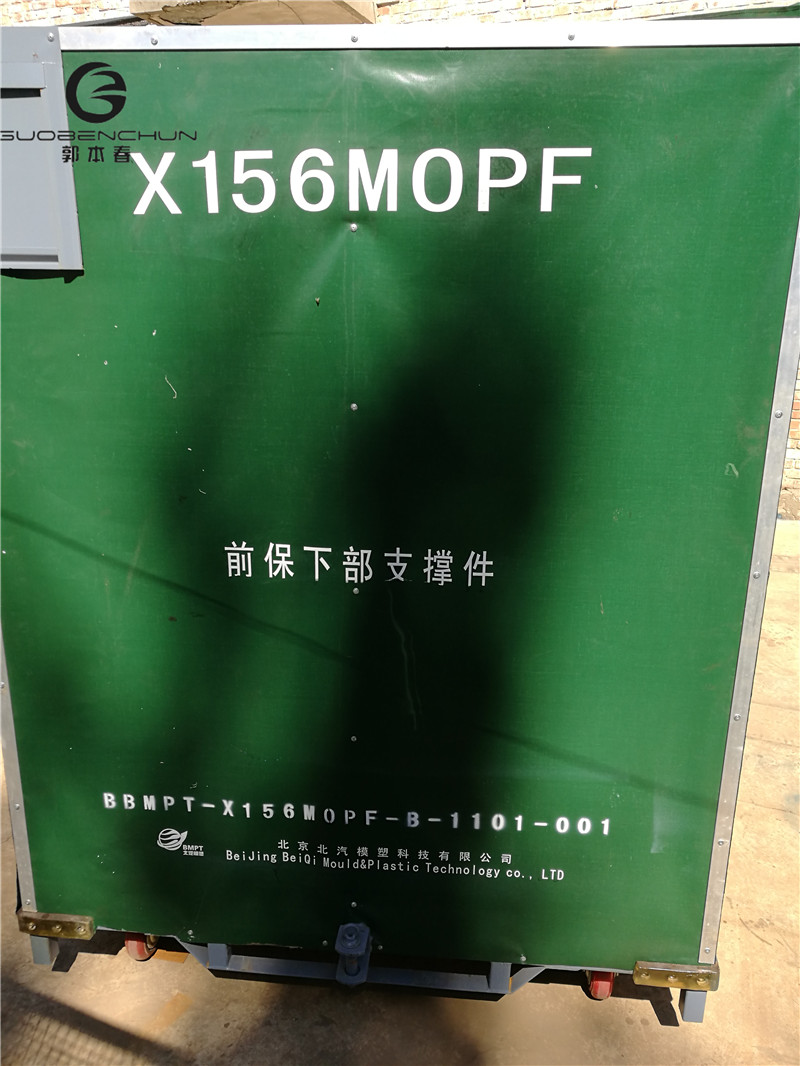 GUOBENCHUN
郭本春
X156MOPF
前保下部支撑件
BBMPT-X156MOPF-B-1101-001
BMPT
北京北汽模塑科技有限公司
BeiJing BeiQi Mould&Plastic Technology co., LTD